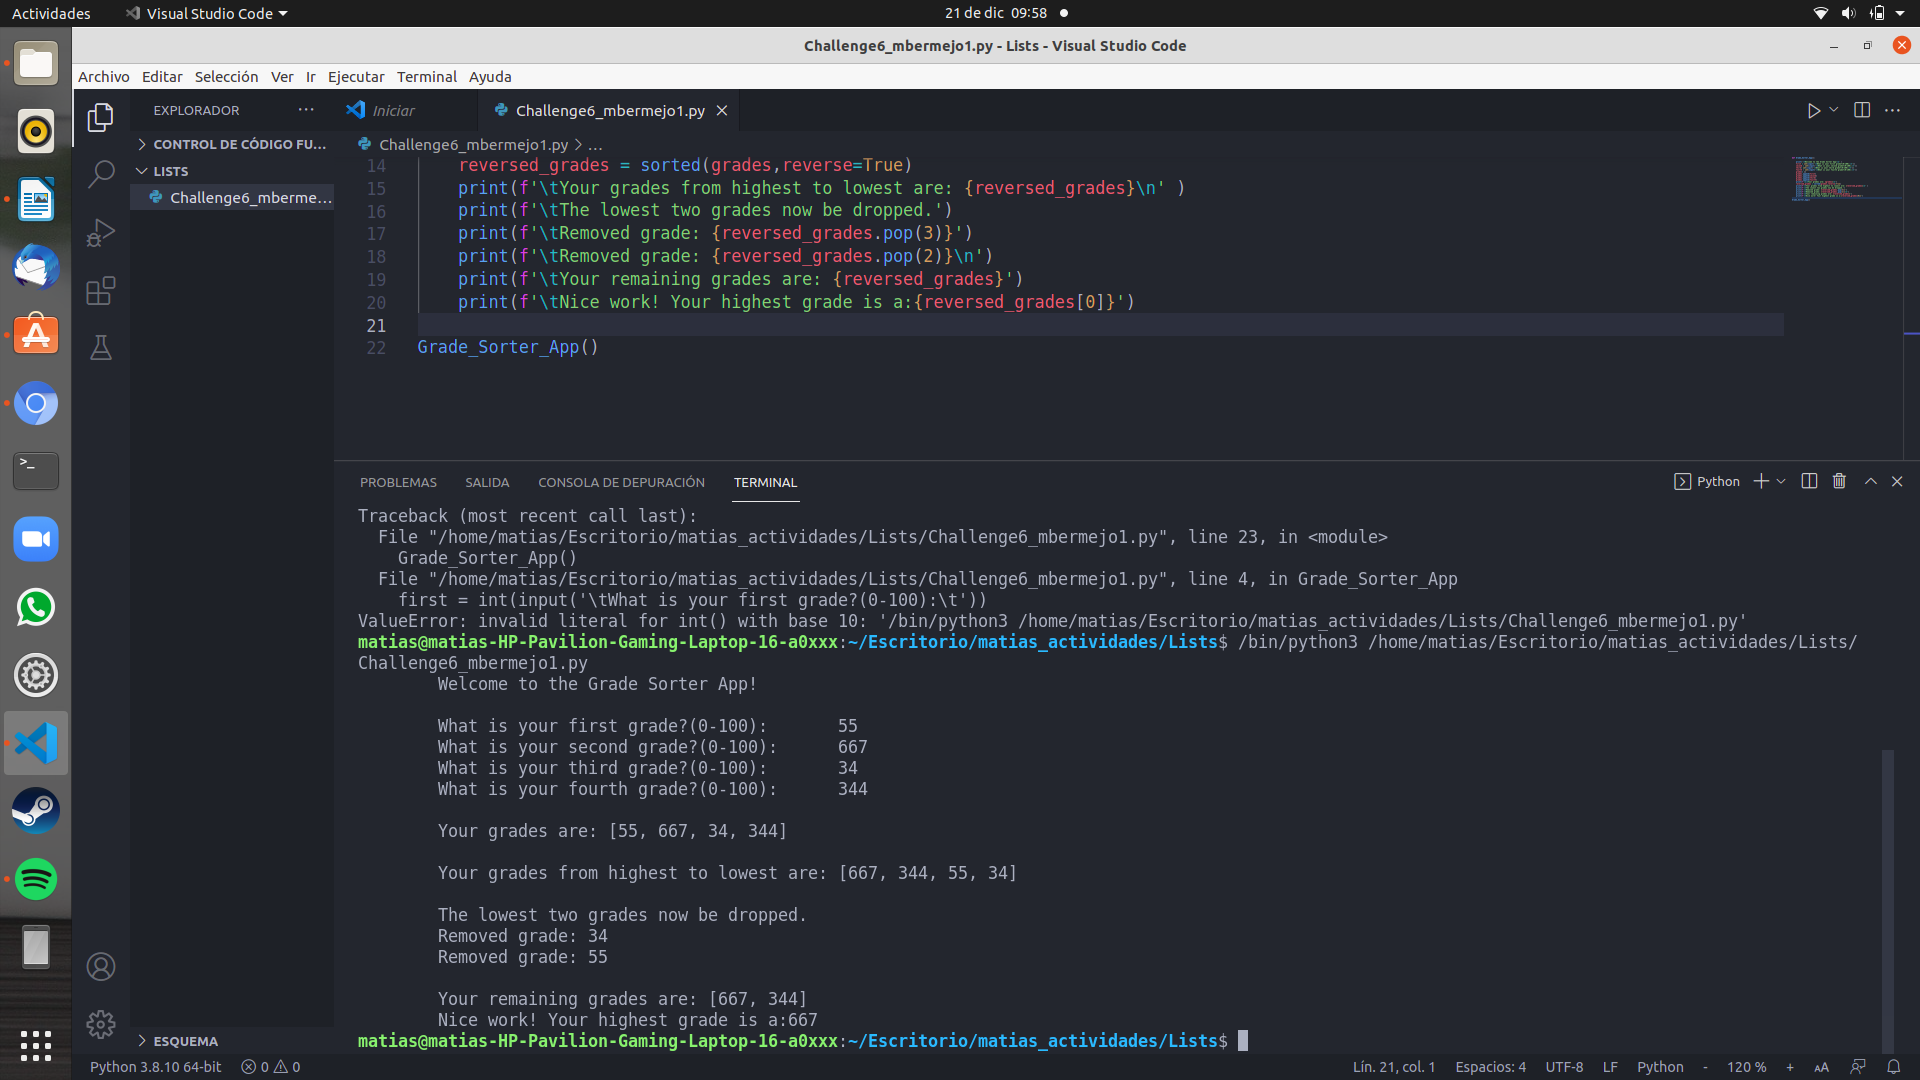 Actividades
Visual Studio Code
21 de dic 09:58
Challenge6_mbermejo1.py - Lists - Visual Studio Code
Archivo Editar Selección Ver Ir Ejecutar Terminal Ayuda
EXPLORADOR
Iniciar
Challenge6_mbermejo1.py
CONTROL DE CÓDIGO FU...
LISTS
Challenge6_mberme...
Challenge6_mbermejo1.py > ...
14 reversed_grades = sorted(grades,reverse=True)
15 print(f'\tYour grades from highest to lowest are: {reversed_grades}\n' )
16 print(f'\tThe lowest two grades now be dropped.')
17 print(f'\tRemoved grade: {reversed_grades.pop(3)}')
18 print(f'\tRemoved grade: {reversed_grades.pop(2)}\n')
19 print(f'\tYour remaining grades are: {reversed_grades}')
20 print(f'\tNice work! Your highest grade is a:{reversed_grades[0]}')
21
22 Grade_Sorter_App()
PROBLEMAS SALIDA CONSOLA DE DEPURACIÓN TERMINAL
Python
Traceback (most recent call last):
File "/home/matias/Escritorio/matias_actividades/Lists/Challenge6_mbermejo1.py", line 23, in <module>
Grade_Sorter_App()
File "/home/matias/Escritorio/matias_actividades/Lists/Challenge6_mbermejo1.py", line 4, in Grade_Sorter_App
first = int(input('\tWhat is your first grade?(0-100):\t'))
ValueError: invalid literal for int() with base 10: '/bin/python3 /home/matias/Escritorio/matias_actividades/Lists/Challenge6_mbermejo1.py'
matias@matias-HP-Pavilion-Gaming-Laptop-16-a0xxx:~/Escritorio/matias_actividades/Lists$ /bin/python3 /home/matias/Escritorio/matias_actividades/Lists/
Challenge6_mbermejo1.py
Welcome to the Grade Sorter App!
What is your first grade?(0-100): 55
What is your second grade?(0-100): 667
What is your third grade?(0-100): 34
What is your fourth grade?(0-100): 344
Your grades are: [55, 667, 34, 344]
Your grades from highest to lowest are: [667, 344, 55, 34]
The lowest two grades now be dropped.
Removed grade: 34
Removed grade: 55
Your remaining grades are: [667, 344]
Nice work! Your highest grade is a:667
matias@matias-HP-Pavilion-Gaming-Laptop-16-a0xxx:~/Escritorio/matias_actividades/Lists$
ESQUEMA
Python 3.8.10 64-bit 0 0
Lín. 21, col. 1 Espacios: 4 UTF-8 LF Python - 120 % + AA